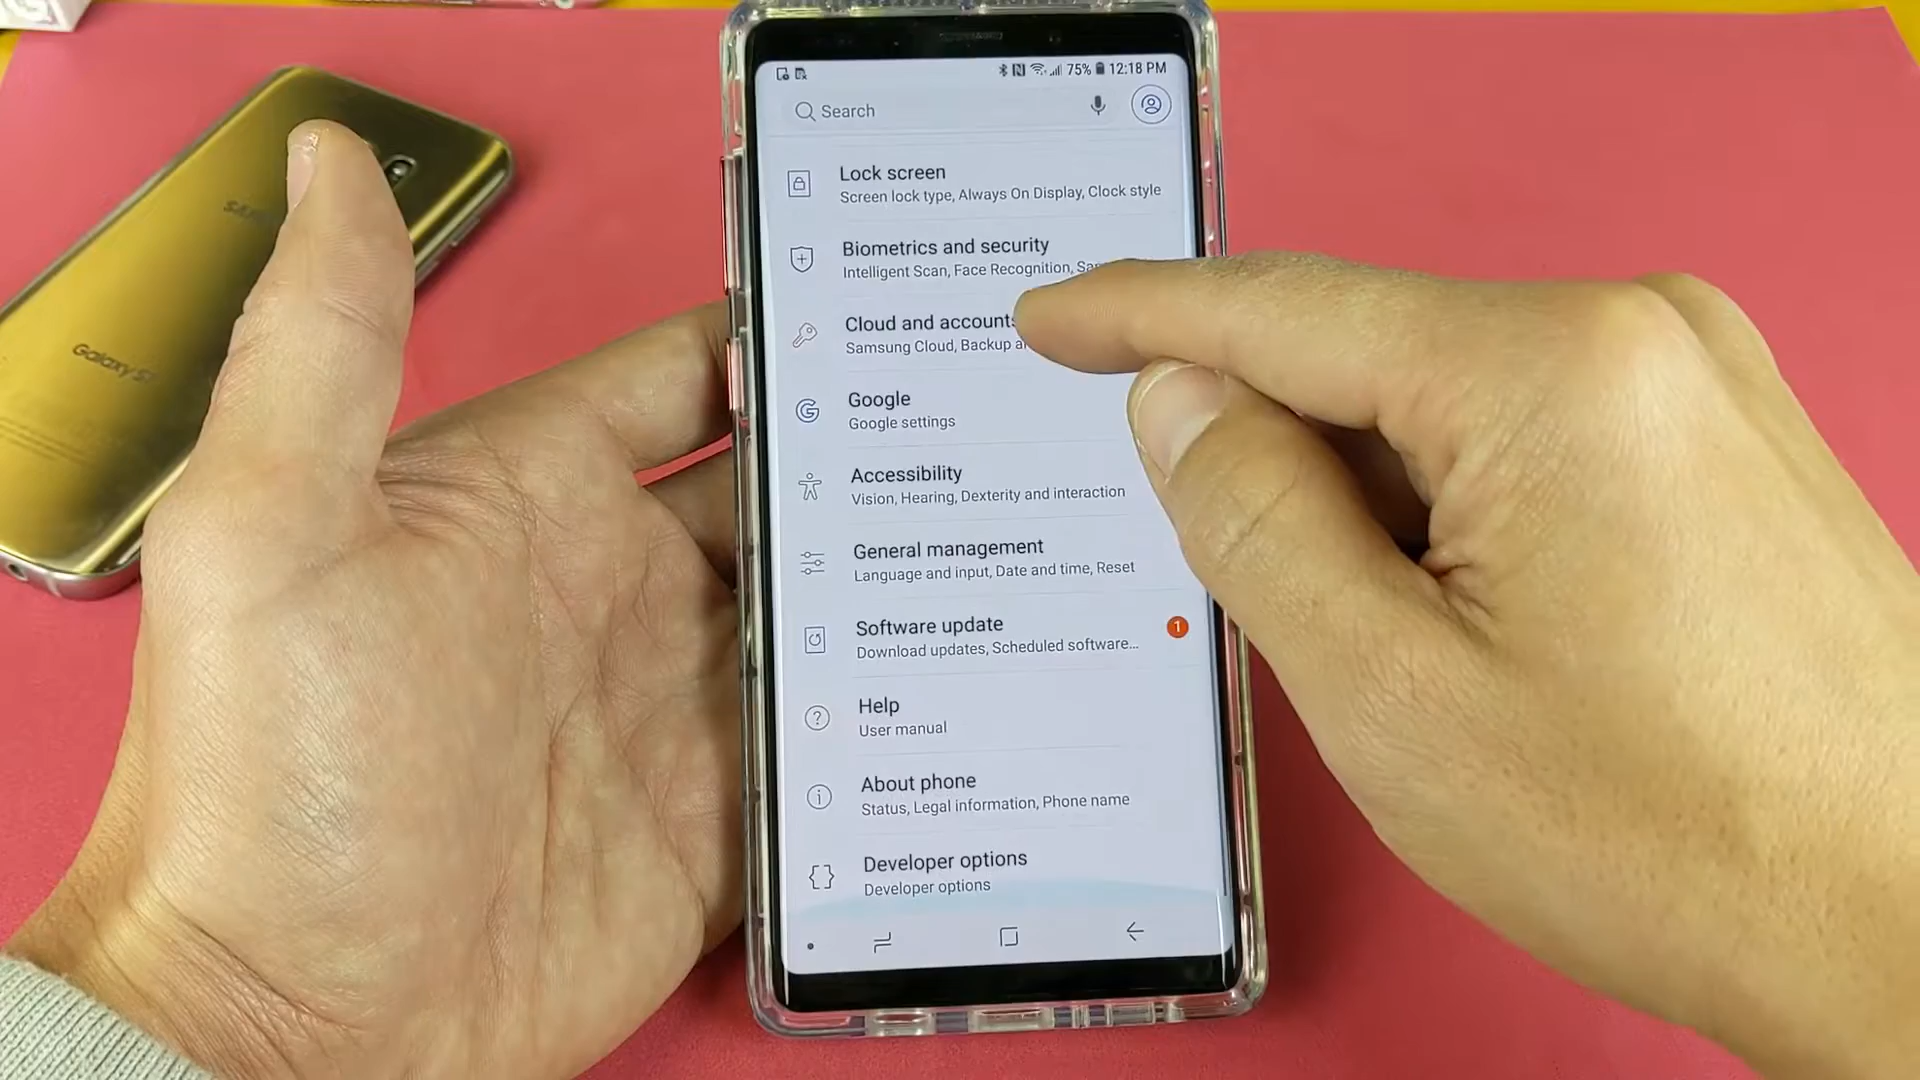 75% 12:18 PM
Search
Lock screen
Screen lock type, Always On Display, Clock style
Biometrics and security
Intelligent Scan, Face Recognition,
Cloud and accounts
Samsung Cloud, Backup
Google
Google settings
Accessibility
Vision, Hearing, Dexterity and interaction
General management
Language and input, Date and time, Reset
Software update
1
Download updates, Scheduled software...
Help
User manual
About phone
Status, Legal information, Phone name
Developer options
Developer options
Galaxy